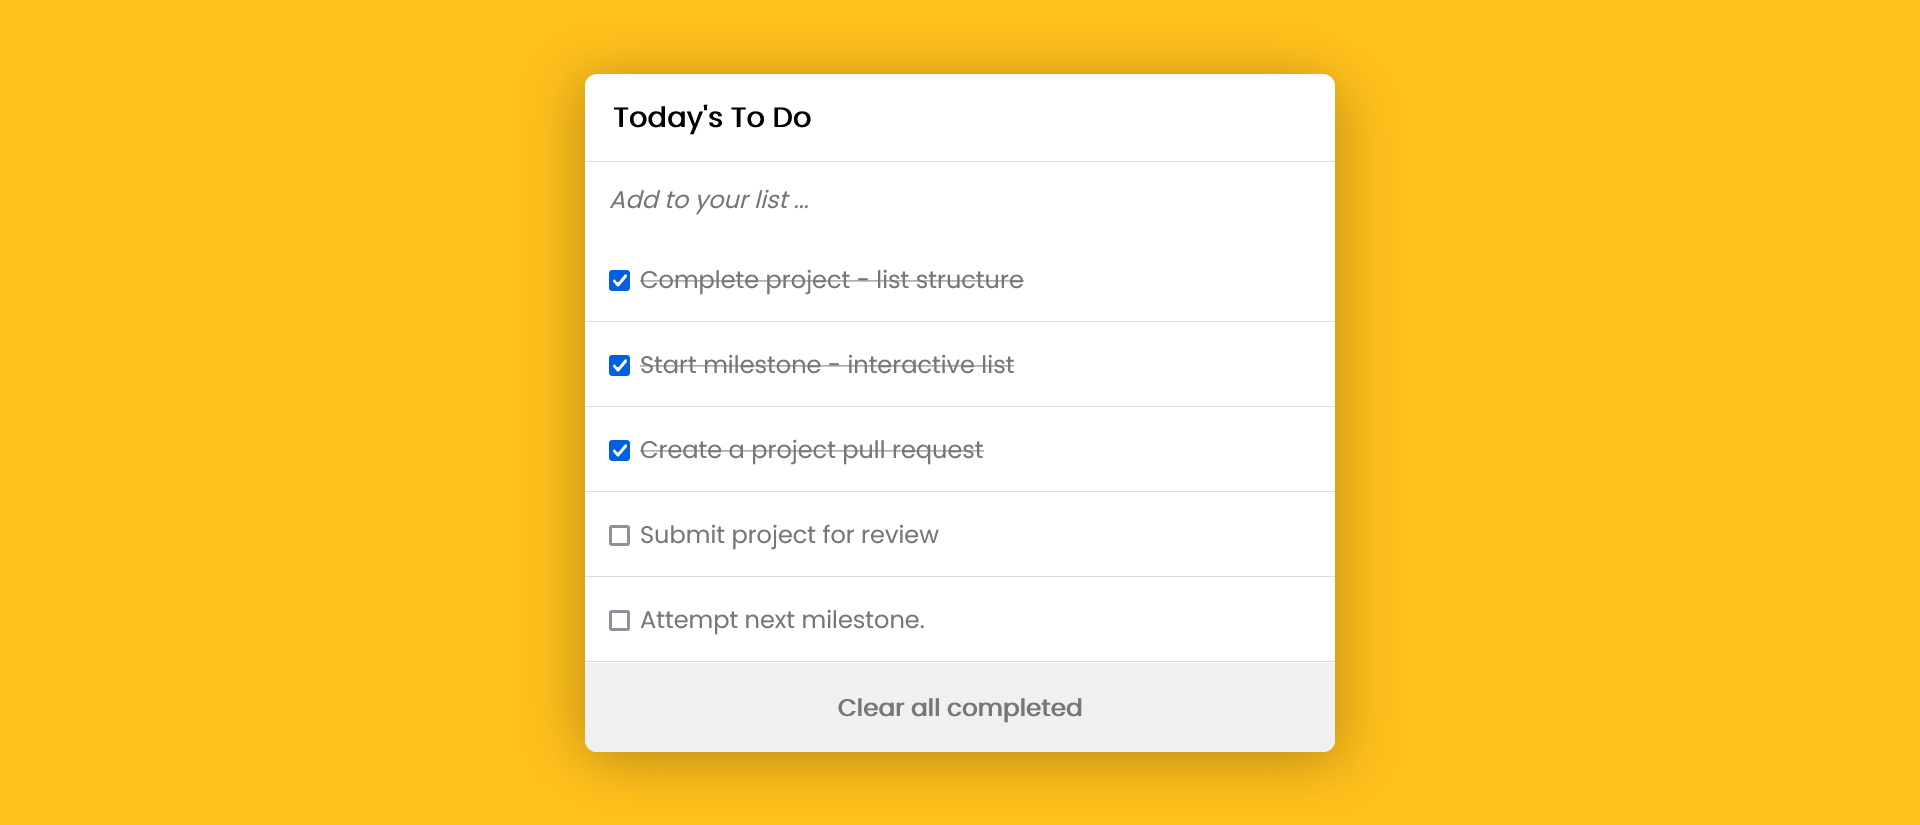 Today's To Do
Add to your list ...
Complete project - list structure
Start milestone - interactive list
Create a project pull request
Submit project for review
Attempt next milestone.
Clear all completed